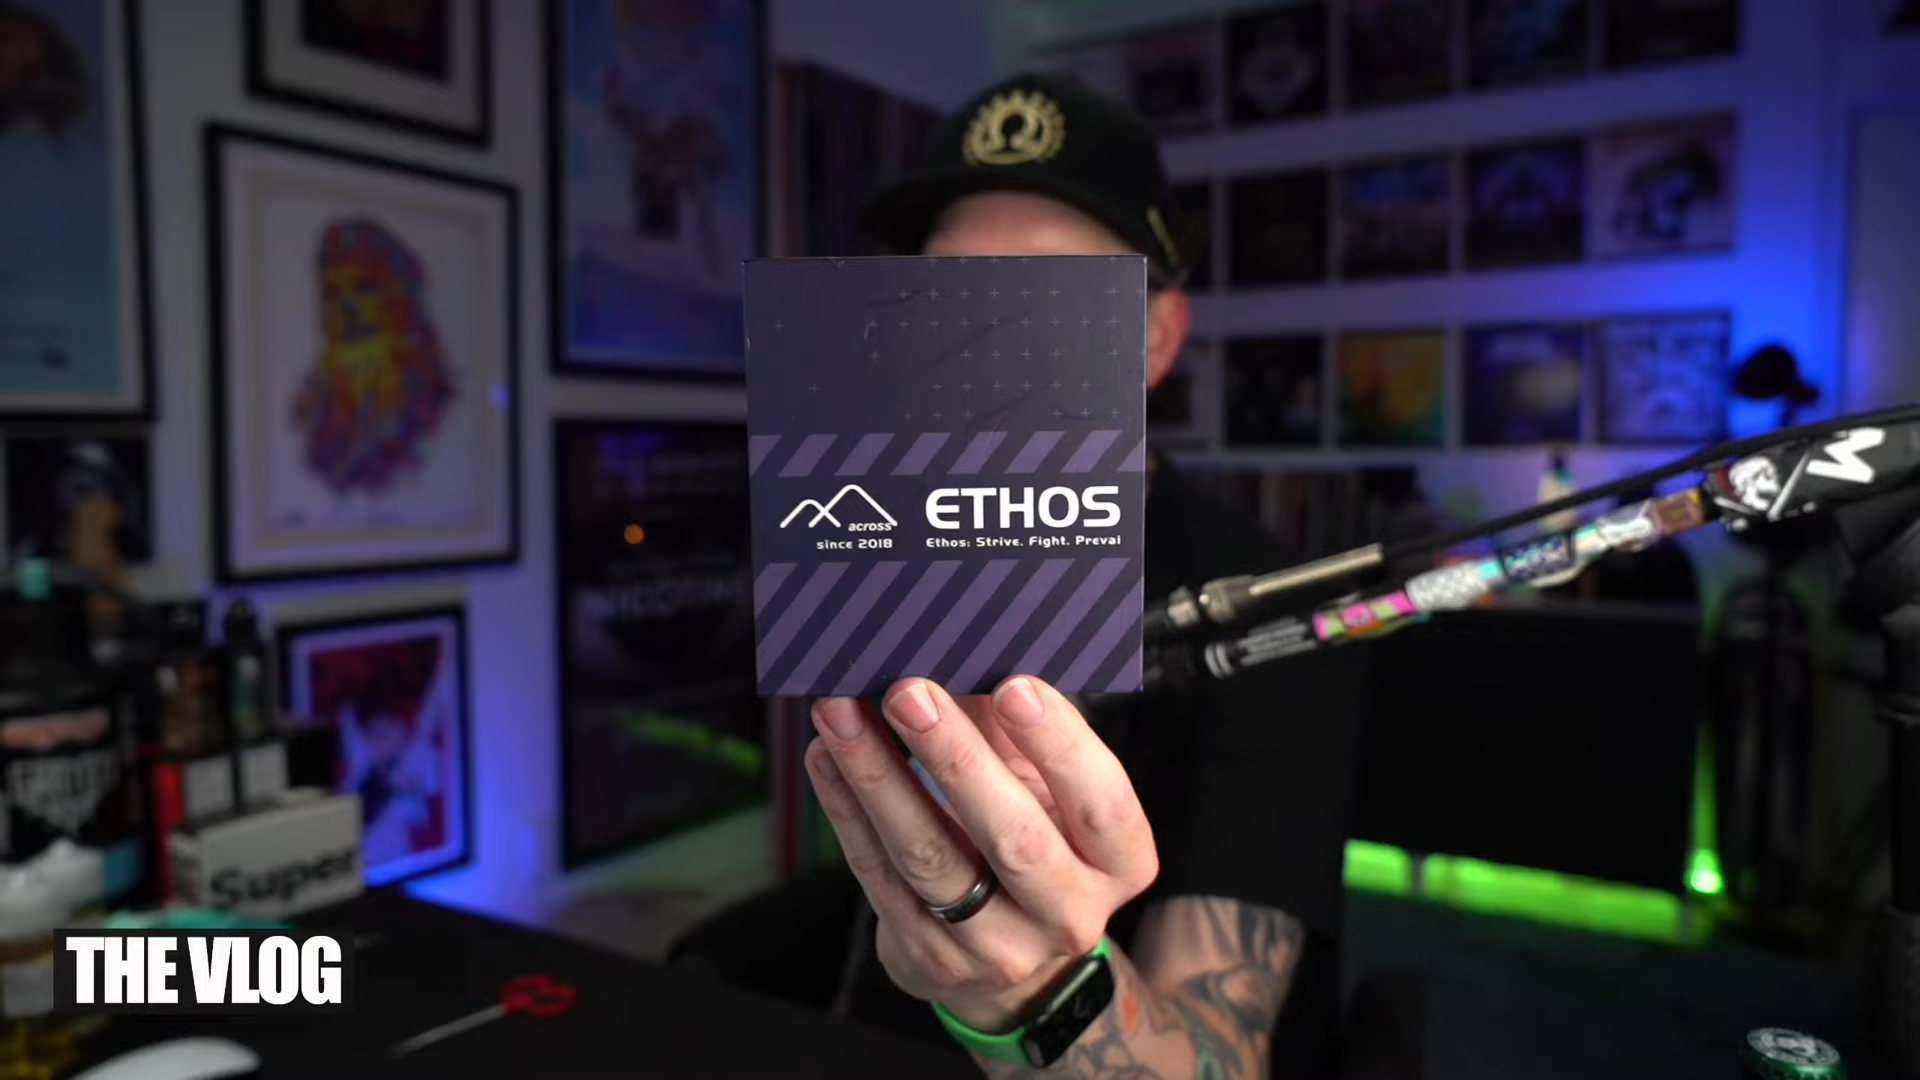 across
since 2018
ETHOS
Ethos: Strive. Fight. Prevai
Super
THE VLOG